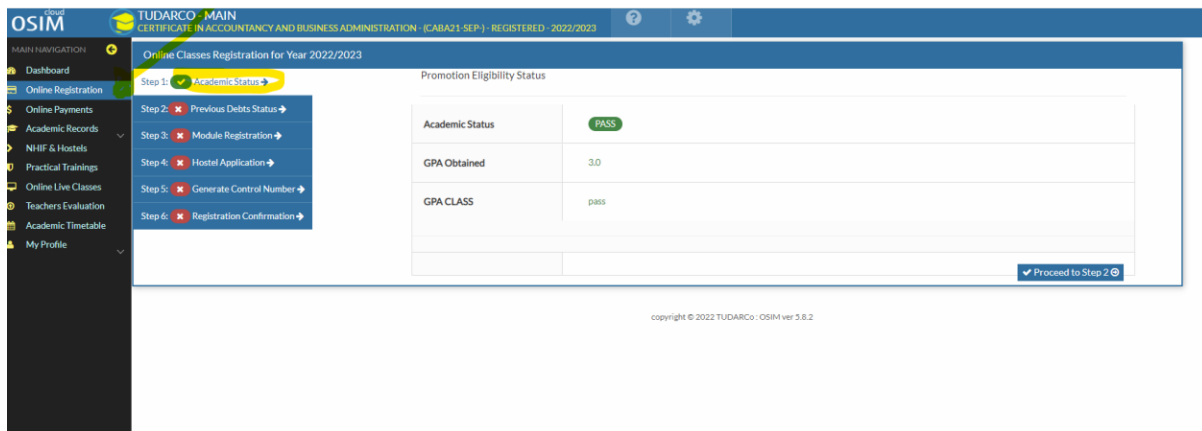 cloud
OSIM
TUDARCO - MAIN
CERTIFICATE IN ACCOUNTANCY AND BUSINESS ADMINISTRATION - (CABA21-SEP-) - REGISTERED - 2022/2023
MAIN NAVIGATION
Dashboard
Online Registration
Online Payments
Academic Records
NHIF & Hostels
Practical Trainings
Online Live Classes
Teachers Evaluation
Academic Timetable
My Profile
Online Classes Registration for Year 2022/2023
Step 1: Academic Status
Step 2: Previous Debts Status
Step 3: Module Registration
Step 4: Hostel Application
Step 5: Generate Control Number
Step 6: Registration Confirmation
Promotion Eligibility Status
Academic Status PASS
GPA Obtained 3.0
GPA CLASS pass
Proceed to Step 2
copyright © 2022 TUDARCo : OSIM ver 5.8.2